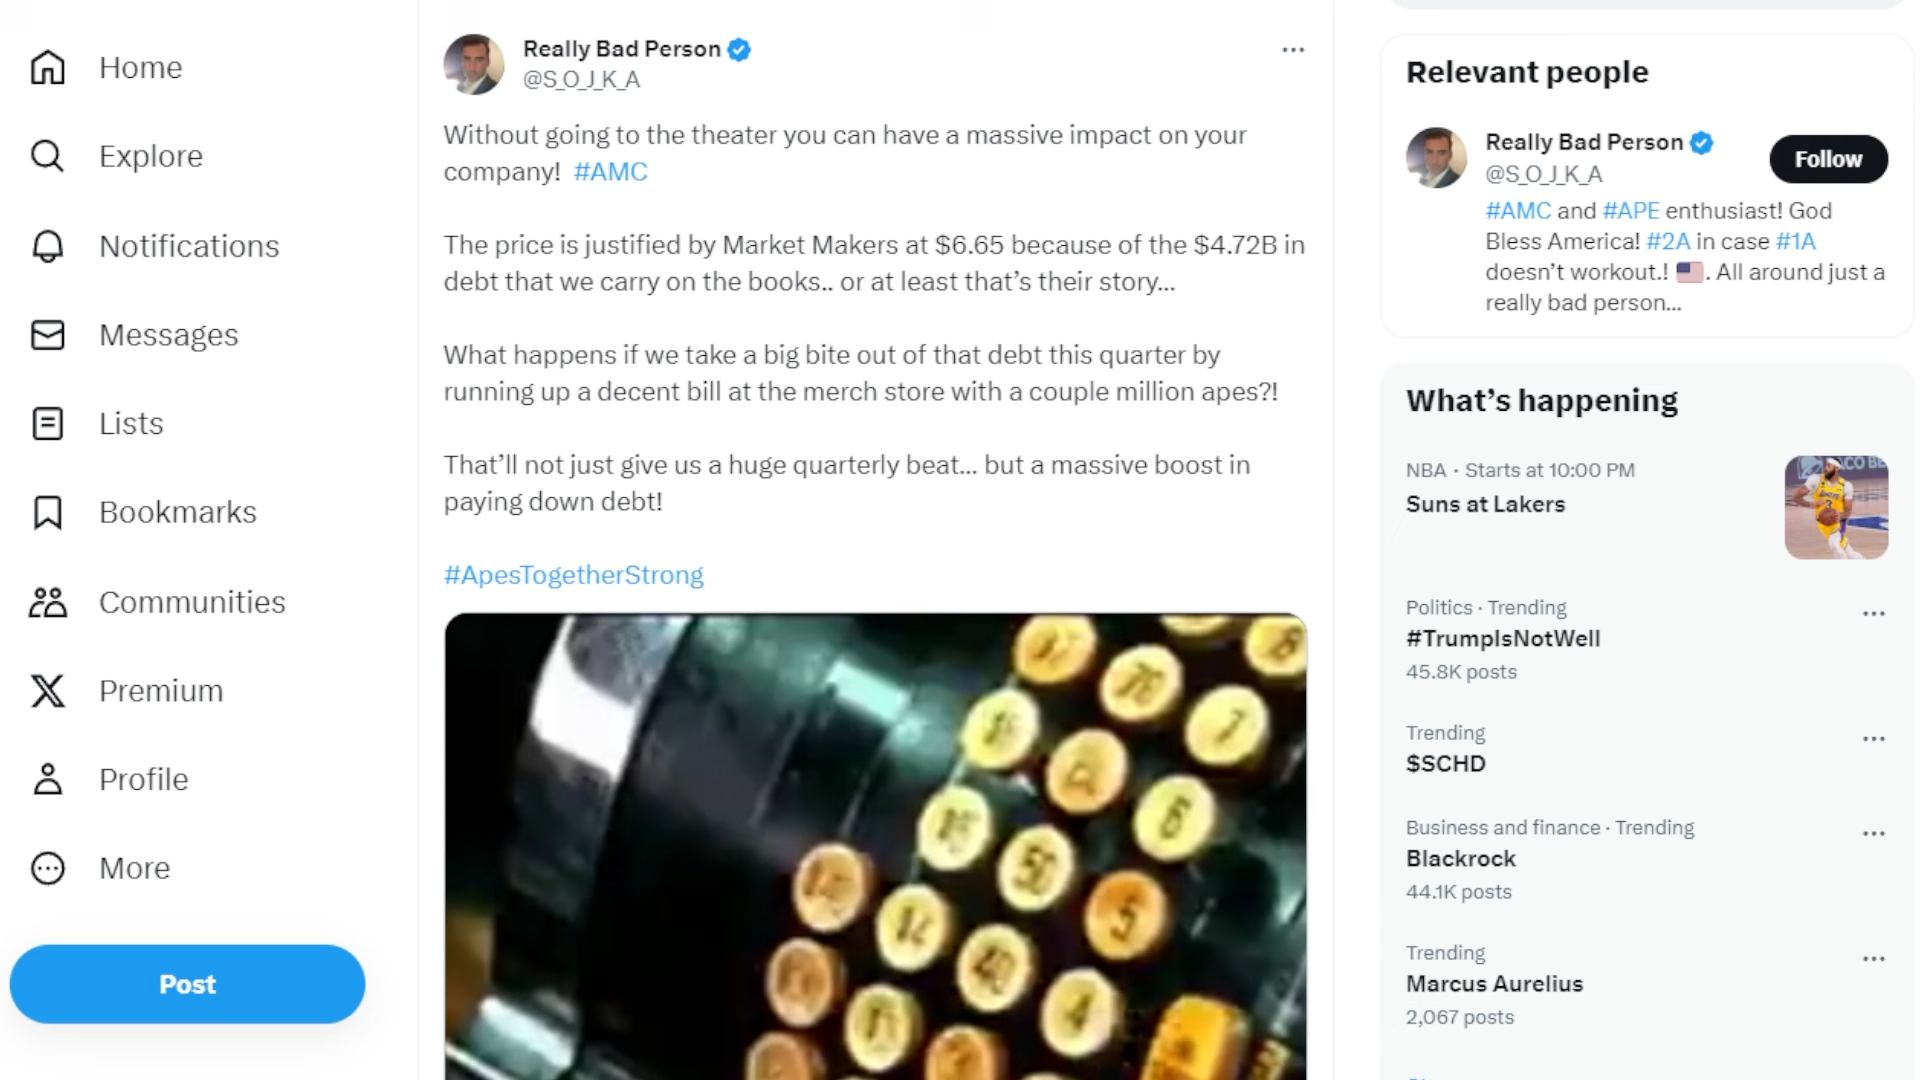 Home
Explore
Notifications
Messages
Lists
Bookmarks
Communities
Premium
Profile
More
Post
Really Bad Person
@S_O_J_K_A
Without going to the theater you can have a massive impact on your
company! #AMC
The price is justified by Market Makers at $6.65 because of the $4.72B in
debt that we carry on the books.. or at least that’s their story...
What happens if we take a big bite out of that debt this quarter by
running up a decent bill at the merch store with a couple million apes?!
That’ll not just give us a huge quarterly beat... but a massive boost in
paying down debt!
#ApesTogetherStrong
7
6
50
5
40
4
Relevant people
Really Bad Person
@S_O_J_K_A
Follow
#AMC and #APE enthusiast! God
Bless America! #2A in case #1A
doesn’t workout.! 🇺🇸. All around just a
really bad person...
What’s happening
NBA · Starts at 10:00 PM
Suns at Lakers
Politics · Trending
#TrumpIsNotWell
45.8K posts
Trending
$SCHD
Business and finance · Trending
Blackrock
44.1K posts
Trending
Marcus Aurelius
2,067 posts